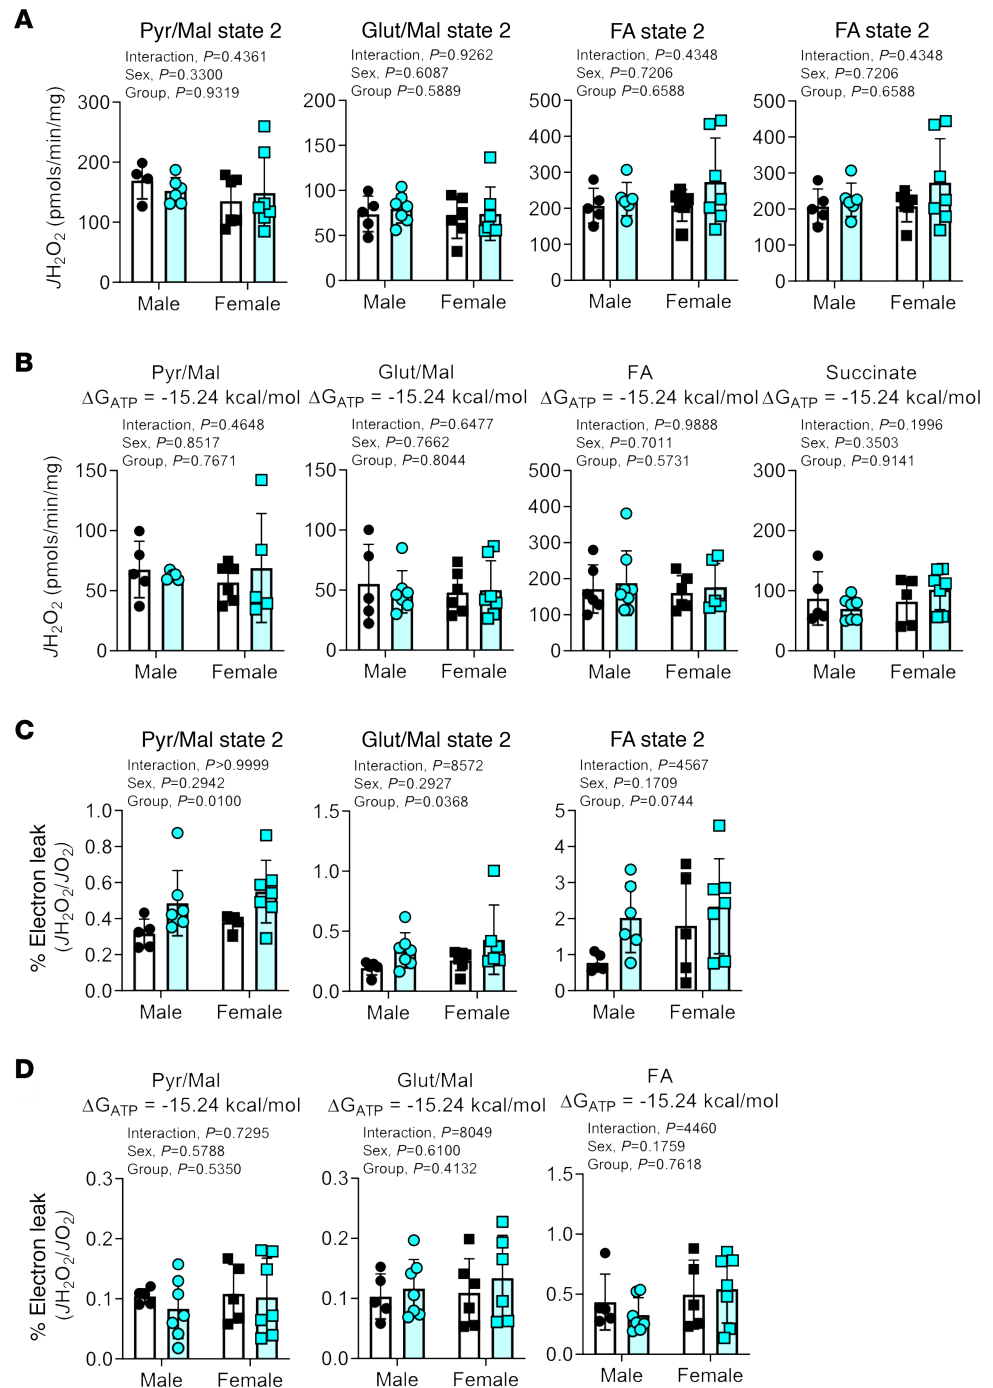 A
Pyr/Mal state 2
Interaction, P=0.4361
Sex, P=0.3300
Group, P=0.9319
JH2O2 (pmols/min/mg)
300
200
100
0
Male Female
Glut/Mal state 2
Interaction, P=0.9262
Sex, P=0.6087
Group P=0.5889
200
150
100
50
0
Male Female
FA state 2
Interaction, P=0.4348
Sex, P=0.7206
Group P=0.6588
500
400
300
200
100
0
Male Female
FA state 2
Interaction, P=0.4348
Sex, P=0.7206
Group P=0.6588
500
400
300
200
100
0
Male Female
B
Pyr/Mal
ΔGATP = -15.24 kcal/mol
Interaction, P=0.4648
Sex, P=0.8517
Group, P=0.7671
JH2O2 (pmols/min/mg)
150
100
50
0
Male Female
Glut/Mal
ΔGATP = -15.24 kcal/mol
Interaction, P=0.6477
Sex, P=0.7662
Group, P=0.8044
150
100
50
0
Male Female
FA
ΔGATP = -15.24 kcal/mol
Interaction, P=0.9888
Sex, P=0.7011
Group, P=0.5731
500
400
300
200
100
0
Male Female
Succinate
ΔGATP = -15.24 kcal/mol
Interaction, P=0.1996
Sex, P=0.3503
Group, P=0.9141
300
200
100
0
Male Female
C
Pyr/Mal state 2
Interaction, P>0.9999
Sex, P=0.2942
Group, P=0.0100
% Electron leak
(JH2O2/JO2)
1.0
0.8
0.6
0.4
0.2
0.0
Male Female
Glut/Mal state 2
Interaction, P=8572
Sex, P=0.2927
Group, P=0.0368
1.5
1.0
0.5
0.0
Male Female
FA state 2
Interaction, P=4567
Sex, P=0.1709
Group, P=0.0744
5
4
3
2
1
0
Male Female
D
Pyr/Mal
ΔGATP = -15.24 kcal/mol
Interaction, P=0.7295
Sex, P=0.5788
Group, P=0.5350
% Electron leak
(JH2O2/JO2)
0.3
0.2
0.1
0.0
Male Female
Glut/Mal
ΔGATP = -15.24 kcal/mol
Interaction, P=8049
Sex, P=0.6100
Group, P=0.4132
0.3
0.2
0.1
0.0
Male Female
FA
ΔGATP = -15.24 kcal/mol
Interaction, P=4460
Sex, P=0.1759
Group, P=0.7618
1.5
1.0
0.5
0.0
Male Female